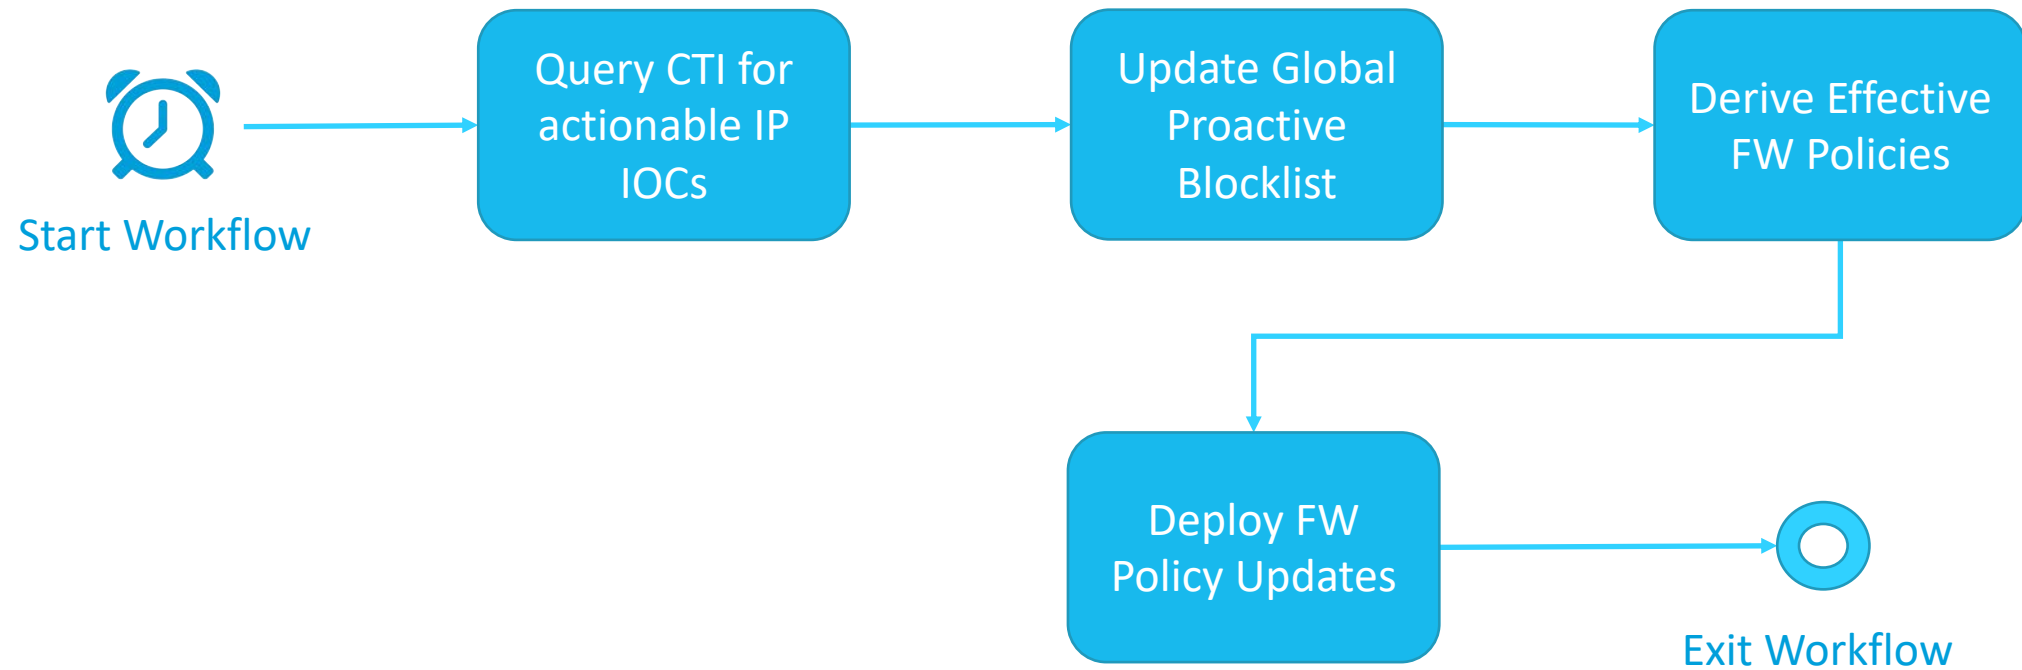 Start Workflow
Query CTI for
actionable IP
IOCs
Update Global
Proactive
Blocklist
Derive Effective
FW Policies
Deploy FW
Policy Updates
Exit Workflow